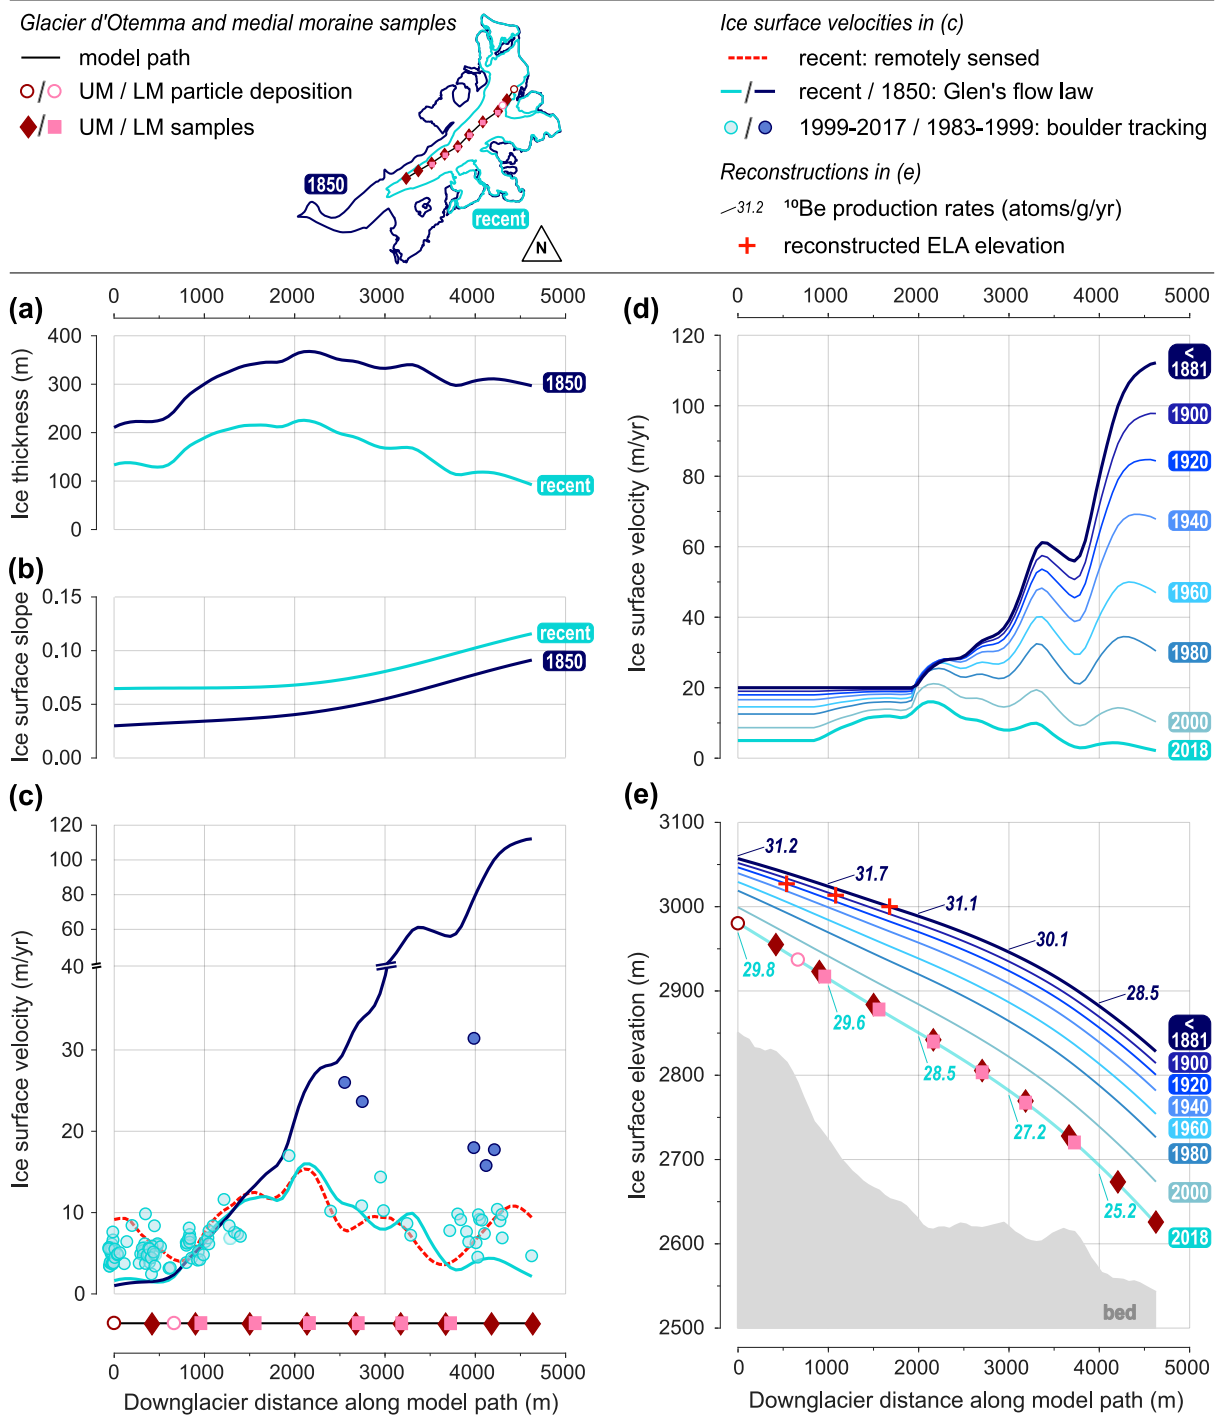 Glacier d'Otemma and medial moraine samples
model path
/ UM / LM particle deposition
/ UM / LM samples
1850
recent
N
Ice surface velocities in (c)
recent: remotely sensed
/ recent / 1850: Glen's flow law
/ 1999-2017 / 1983-1999: boulder tracking
Reconstructions in (e)
31.2 ¹⁰Be production rates (atoms/g/yr)
reconstructed ELA elevation
(a)
0 1000 2000 3000 4000 5000
400
300
200
100
0
Ice thickness (m)
1850
recent
(b)
0.15
0.10
0.05
0.00
Ice surface slope
recent
1850
(c)
120
100
80
60
40
30
20
10
0
Ice surface velocity (m/yr)
0 1000 2000 3000 4000 5000
Downglacier distance along model path (m)
(d)
0 1000 2000 3000 4000 5000
120
100
80
60
40
20
0
Ice surface velocity (m/yr)
<
1881
1900
1920
1940
1960
1980
2000
2018
(e)
3100
3000
2900
2800
2700
2600
2500
Ice surface elevation (m)
31.2
31.7
31.1
30.1
28.5
29.8
29.6
28.5
27.2
25.2
<
1881
1900
1920
1940
1960
1980
2000
2018
bed
0 1000 2000 3000 4000 5000
Downglacier distance along model path (m)